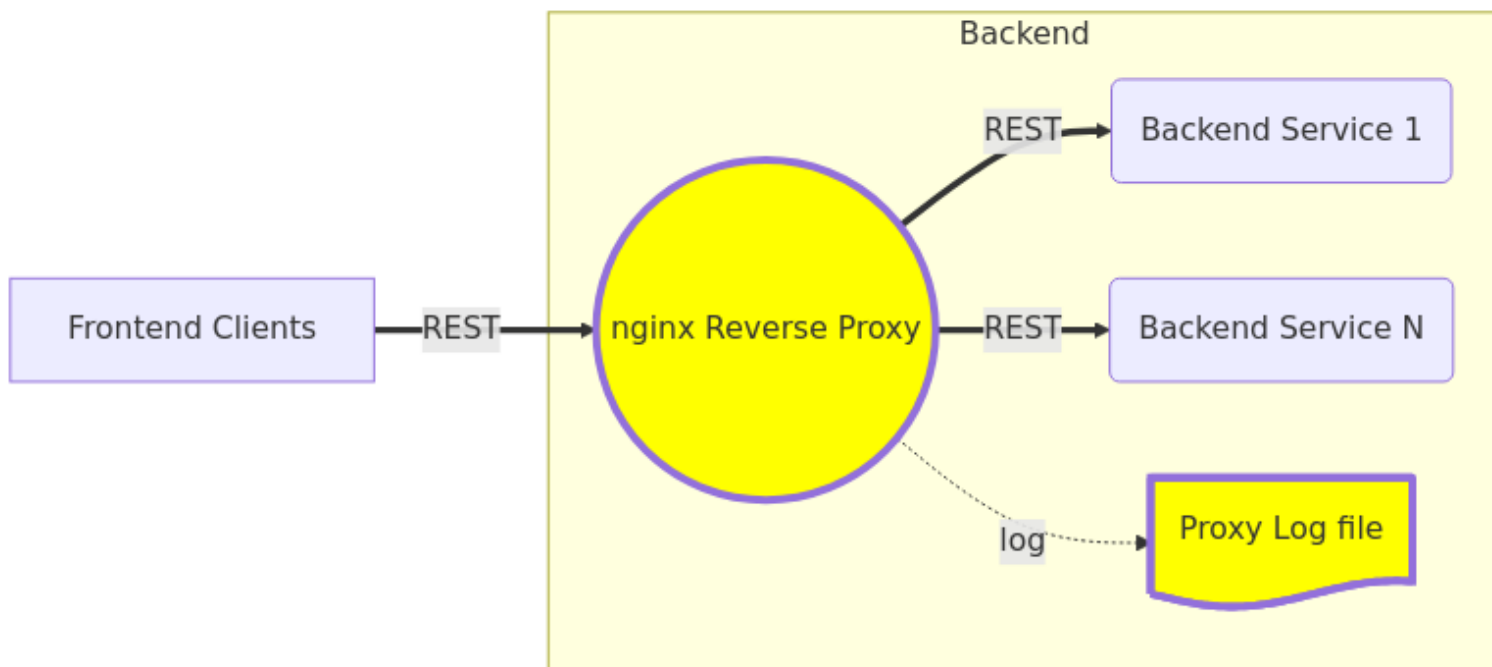 Backend
REST
Backend Service 1
Frontend Clients
REST
nginx Reverse Proxy
REST
Backend Service N
Proxy Log file
log